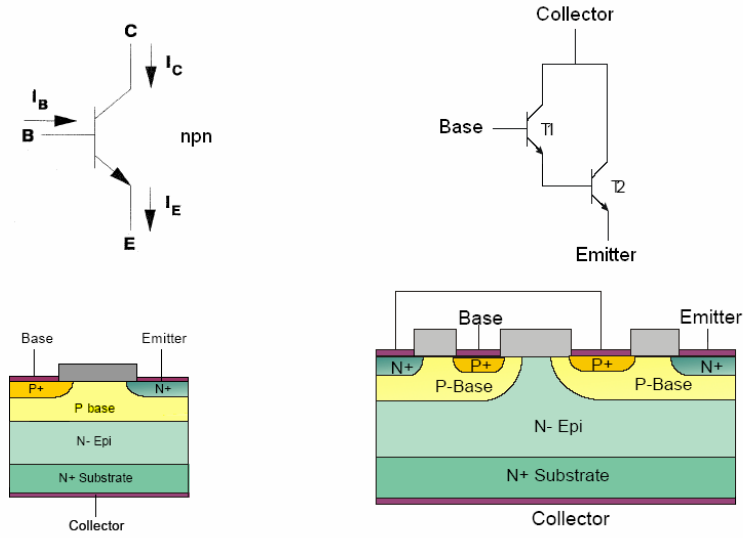 C
I_C
I_B
B
npn
I_E
E
Collector
Base
T1
T2
Emitter
Base
Emitter
P+
N+
P base
N- Epi
N+ Substrate
Collector
Base
Emitter
N+
P+
P+
N+
P-Base
P-Base
N- Epi
N+ Substrate
Collector